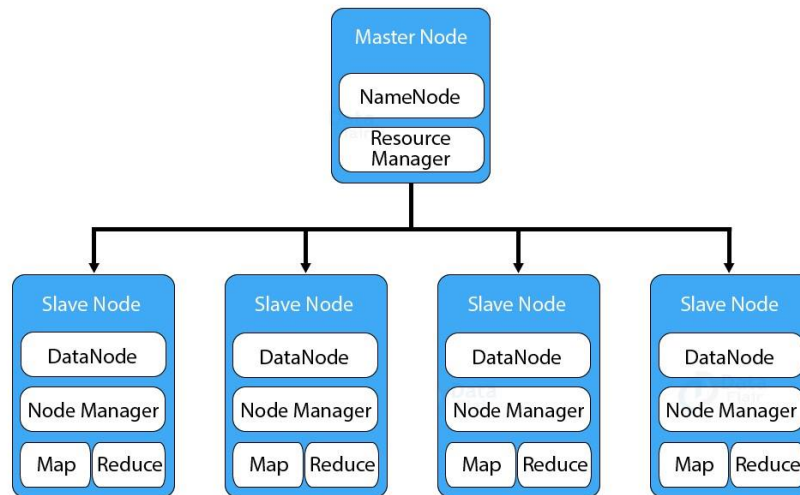 Master Node
NameNode
Resource
Manager
Slave Node Slave Node Slave Node Slave Node
DataNode DataNode DataNode DataNode
Node Manager Node Manager Node Manager Node Manager
Map Reduce Map Reduce Map Reduce Map Reduce